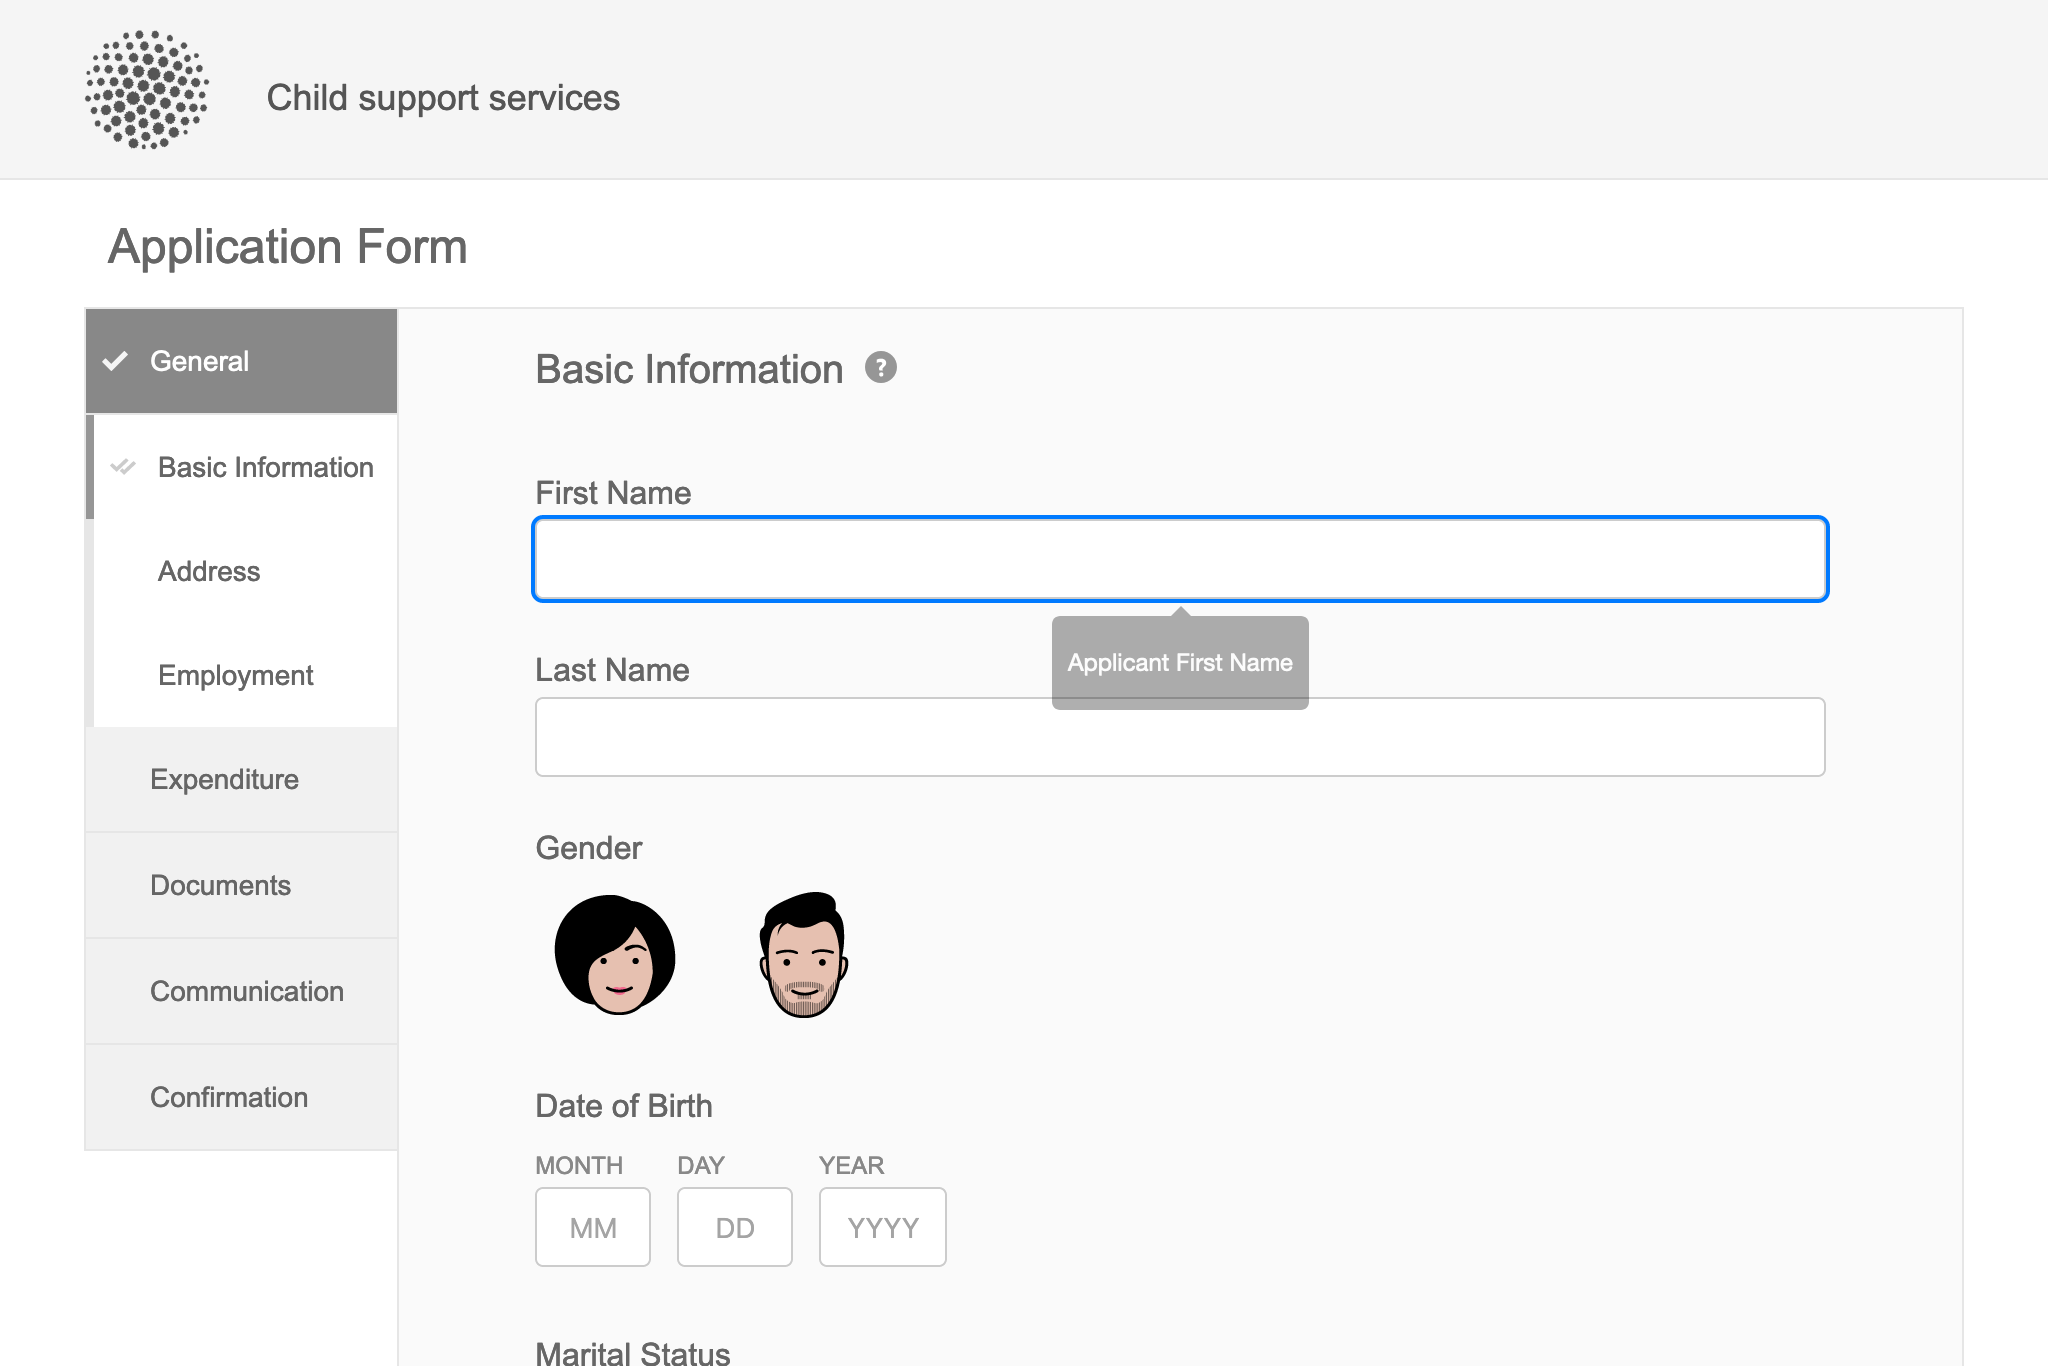 Child support services
Application Form
General
Basic Information
Address
Employment
Expenditure
Documents
Communication
Confirmation
Basic Information ?
First Name
Applicant First Name
Last Name
Gender
Date of Birth
MONTH DAY YEAR
MM DD YYYY
Marital Status